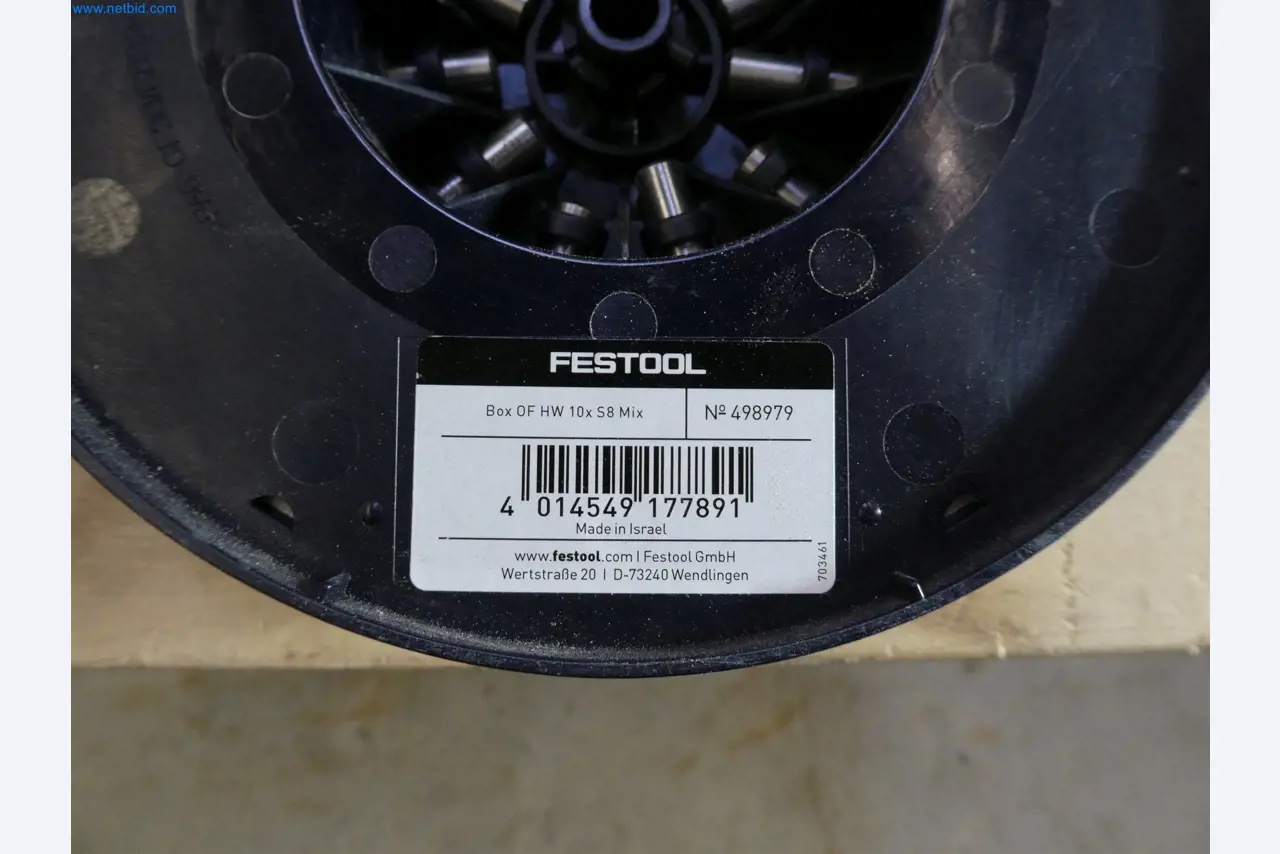 www.netbid.com
FESTOOL
Box OF HW 10x S8 Mix
Nº 498979
4 014549 177891
Made in Israel
www.festool.com | Festool GmbH
Wertstraße 20 | D-73240 Wendlingen
703461